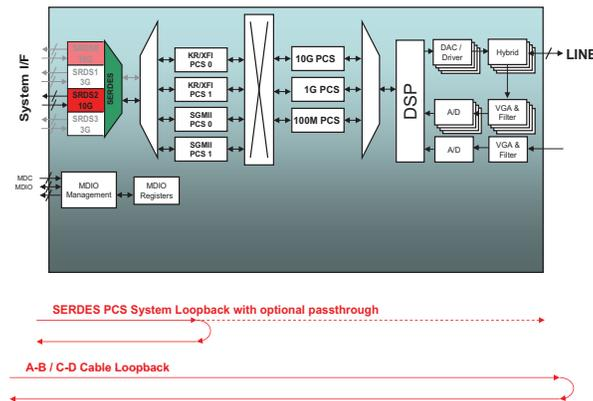 System I/F
SRDS0
10G
SRDS1
3G
SRDS2
10G
SRDS3
3G
SERDES
KR/XFI
PCS 0
KR/XFI
PCS 1
SGMII
PCS 0
SGMII
PCS 1
10G PCS
1G PCS
100M PCS
DSP
DAC /
Driver
Hybrid
LINE
A/D
VGA &
Filter
A/D
VGA &
Filter
MDC
MDIO
MDIO
Management
MDIO
Registers
SERDES PCS System Loopback with optional passthrough
A-B / C-D Cable Loopback